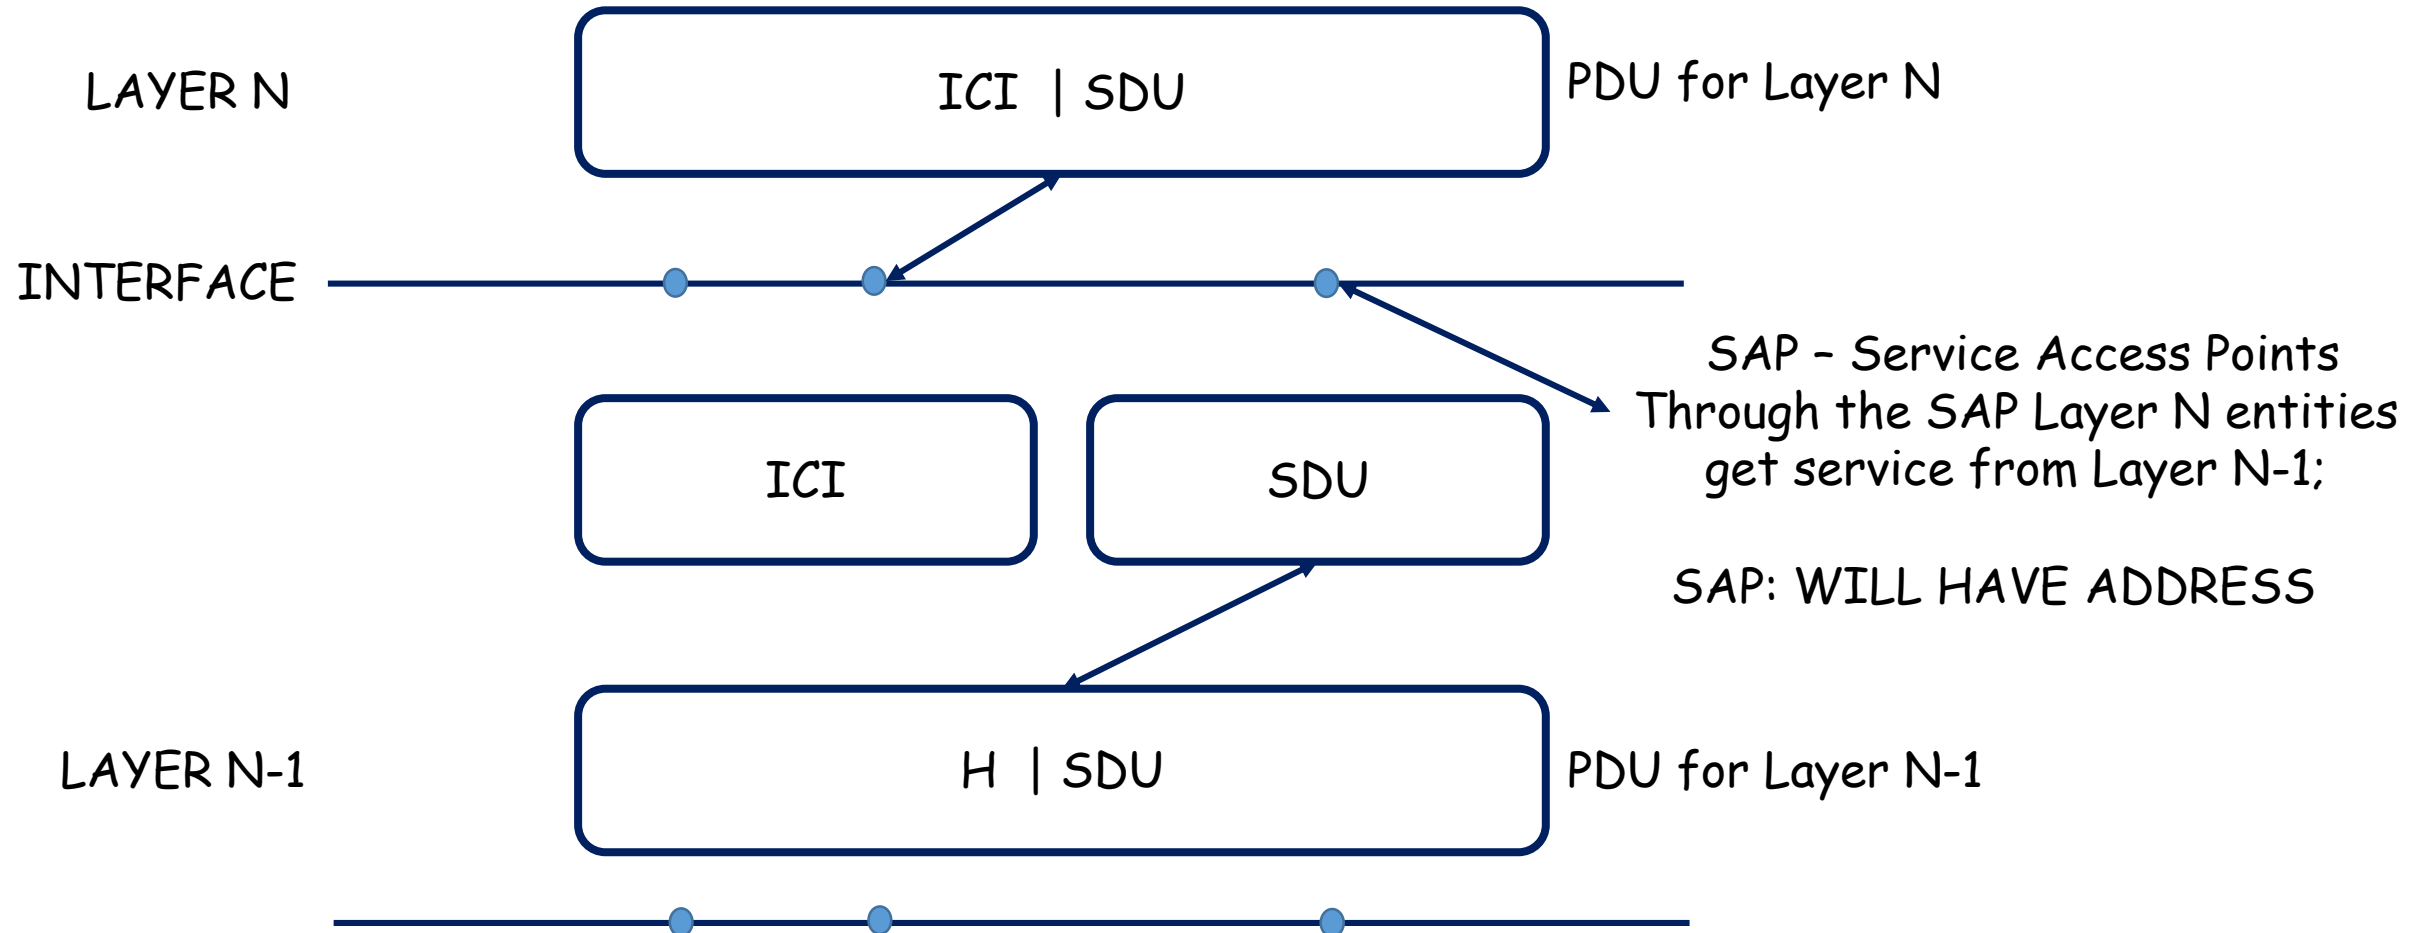 LAYER N
ICI | SDU
PDU for Layer N
INTERFACE
SAP – Service Access Points
Through the SAP Layer N entities
get service from Layer N-1;
ICI
SDU
SAP: WILL HAVE ADDRESS
LAYER N-1
H | SDU
PDU for Layer N-1